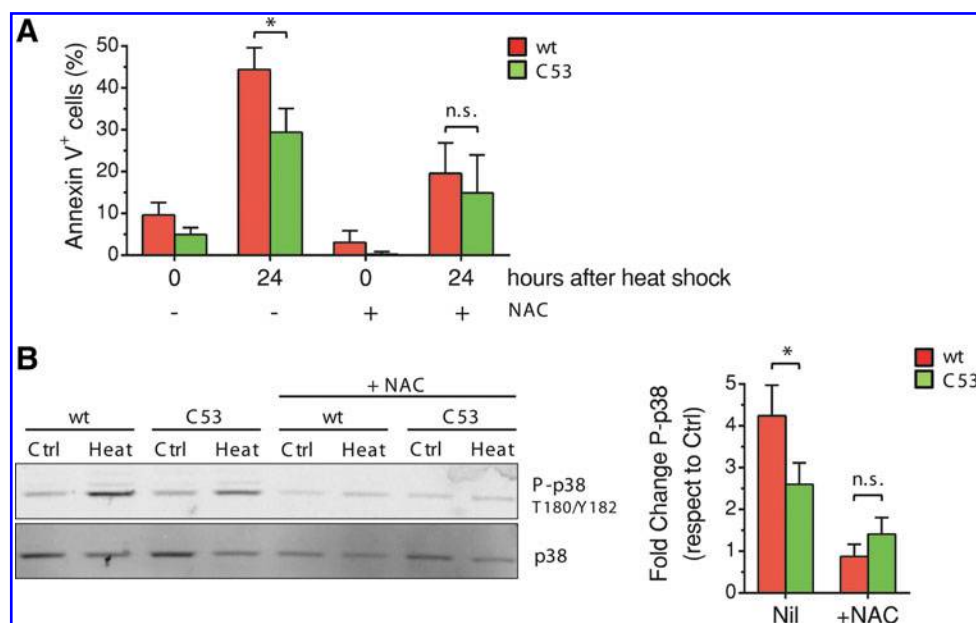 A
Annexin V+ cells (%)
50
40
30
20
10
0
*
n.s.
wt
C53
0 24 0 24 hours after heat shock
- - + + NAC
B
+ NAC
wt C53 wt C53
Ctrl Heat Ctrl Heat Ctrl Heat Ctrl Heat
P-p38
T180/Y182
p38
Fold Change P-p38
(respect to Ctrl)
5
4
3
2
1
0
*
n.s.
wt
C53
Nil +NAC